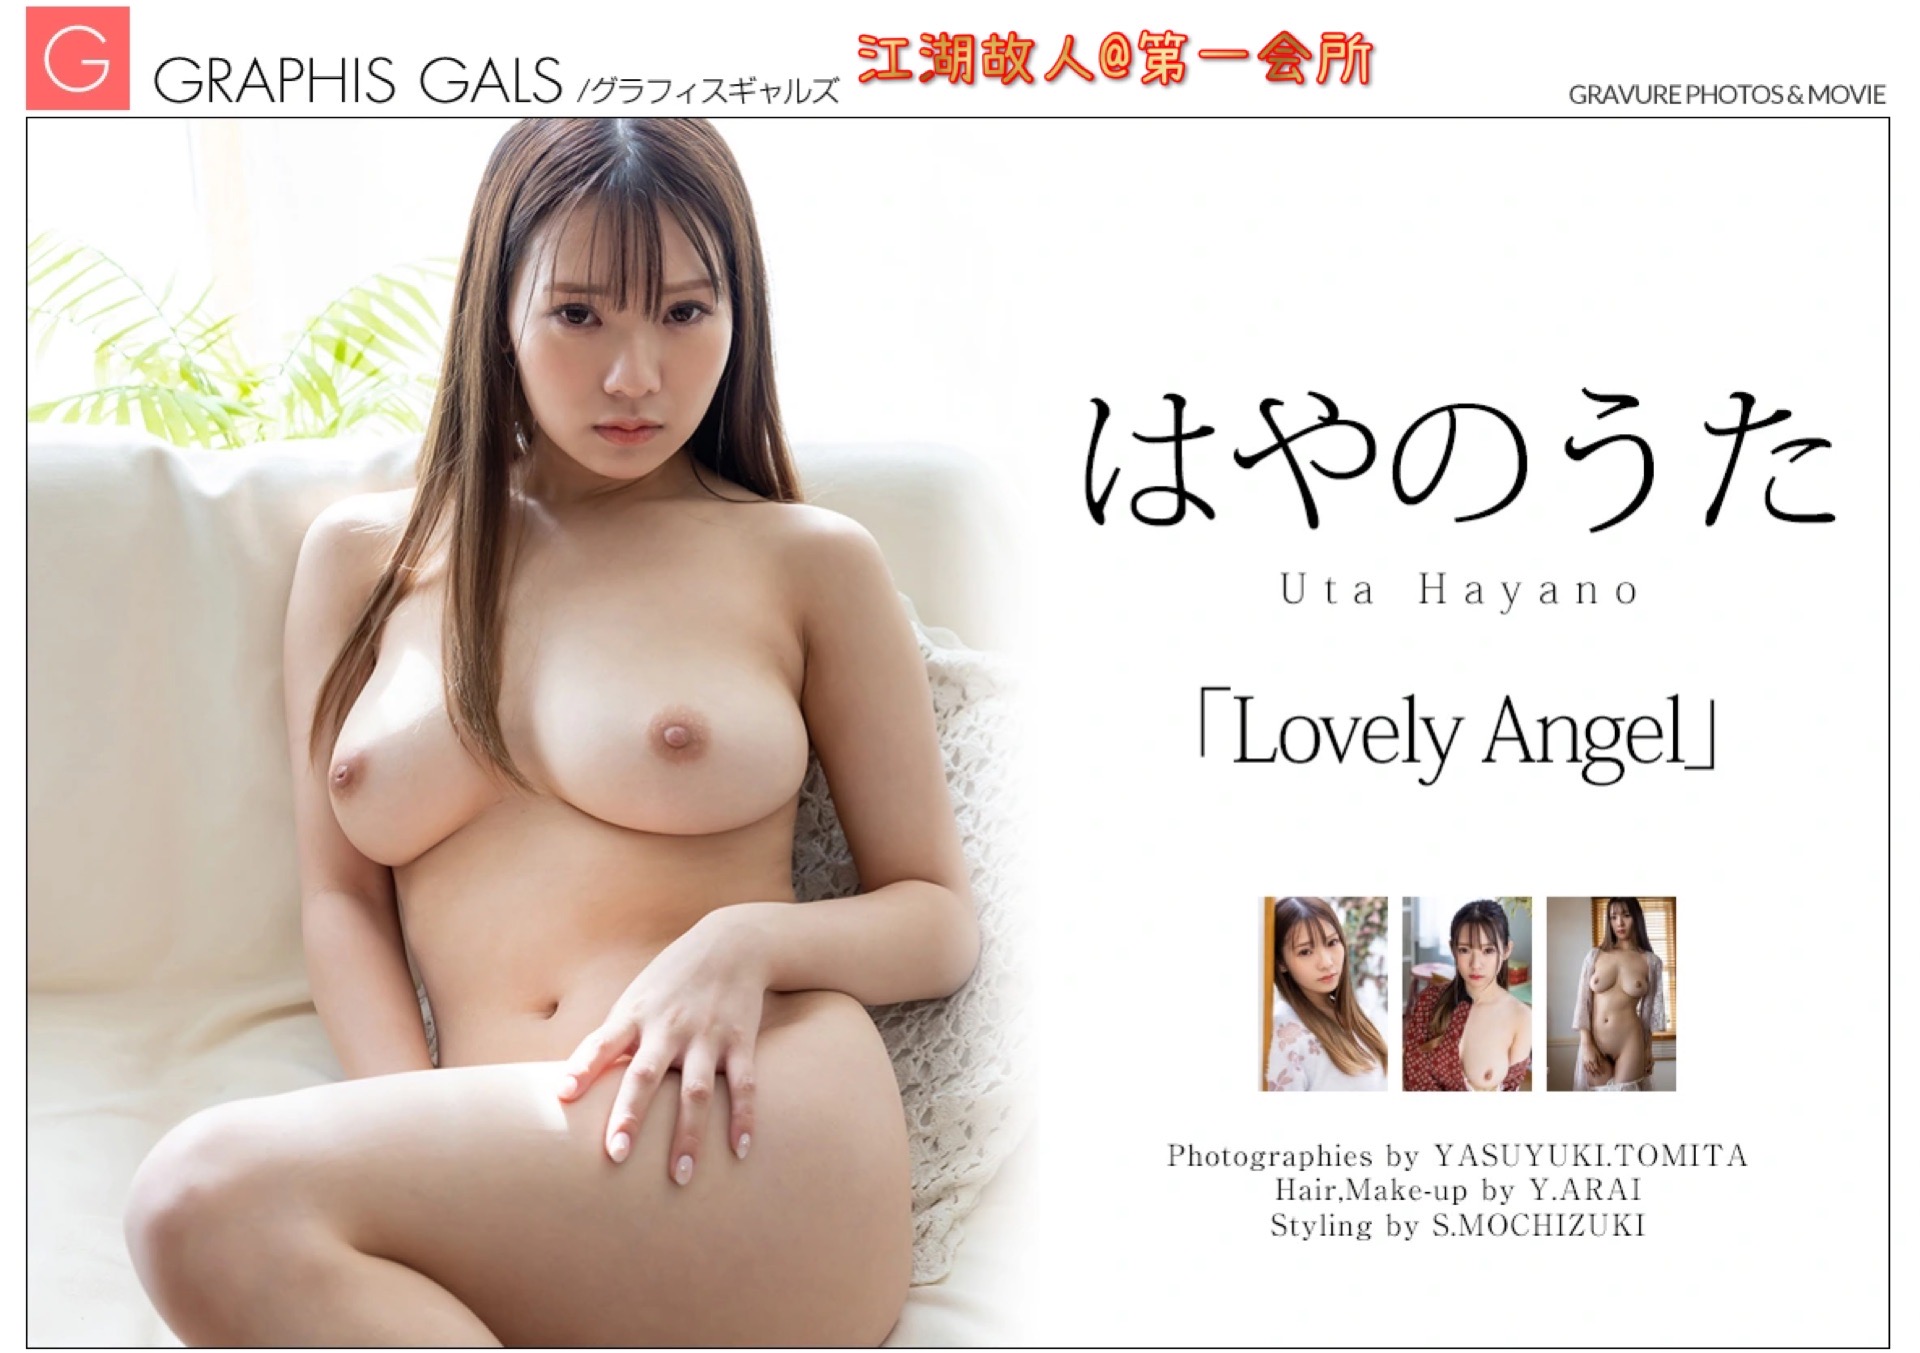 G
GRAPHIS GALS /グラフィスギャルズ
江湖故人@第一会所
GRAVURE PHOTOS & MOVIE
はやのうた
Uta Hayano
「Lovely Angel」
Photographies by YASUYUKI.TOMITA
Hair,Make-up by Y.ARAI
Styling by S.MOCHIZUKI